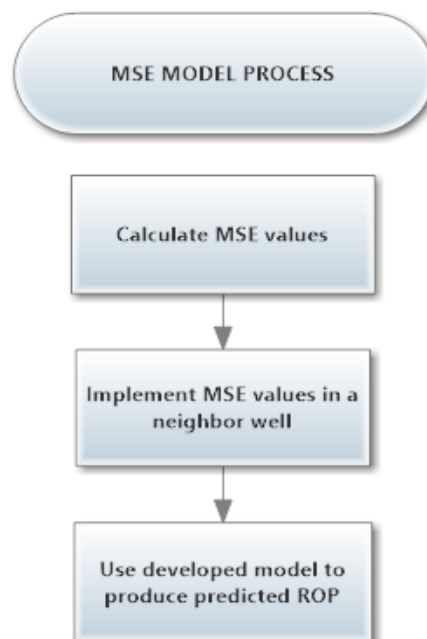 MSE MODEL PROCESS
Calculate MSE values
Implement MSE values in a
neighbor well
Use developed model to
produce predicted ROP